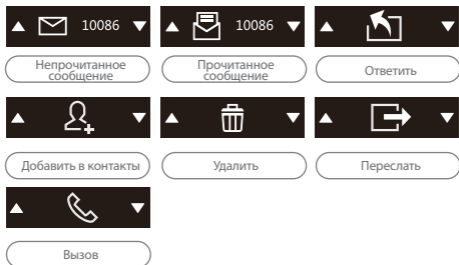 10086
10086
Непрочитанное
сообщение
Прочитанное
сообщение
Ответить
Добавить в контакты
Удалить
Переслать
Вызов